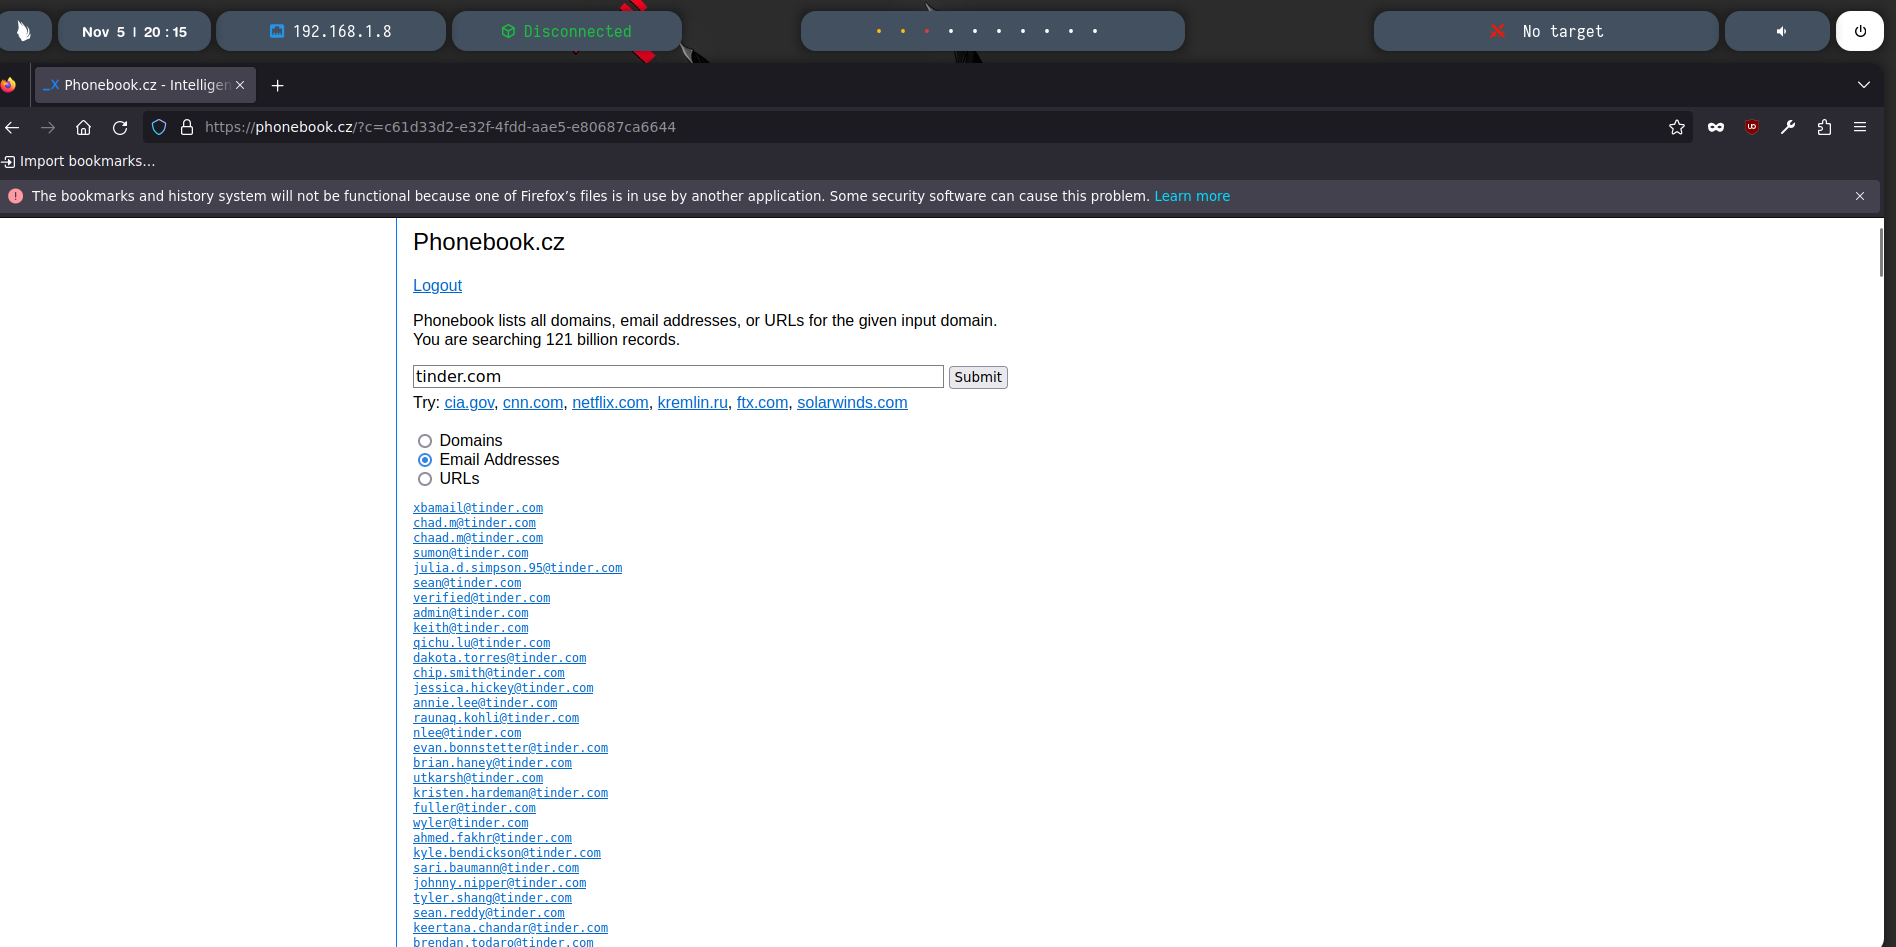 Nov 5 | 20:15
192.168.1.8
Disconnected
No target
Phonebook.cz - Intelligen
https://phonebook.cz/?c=c61d33d2-e32f-4fdd-aae5-e80687ca6644
Import bookmarks...
The bookmarks and history system will not be functional because one of Firefox’s files is in use by another application. Some security software can cause this problem. Learn more
Phonebook.cz
Logout
Phonebook lists all domains, email addresses, or URLs for the given input domain.
You are searching 121 billion records.
tinder.com Submit
Try: cia.gov, cnn.com, netflix.com, kremlin.ru, ftx.com, solarwinds.com
Domains
Email Addresses
URLs
xbamail@tinder.com
chad.m@tinder.com
chaad.m@tinder.com
sumon@tinder.com
julia.d.simpson.95@tinder.com
sean@tinder.com
verified@tinder.com
admin@tinder.com
keith@tinder.com
qichu.lu@tinder.com
dakota.torres@tinder.com
chip.smith@tinder.com
jessica.hickey@tinder.com
annie.lee@tinder.com
raunaq.kohli@tinder.com
nlee@tinder.com
evan.bonnstetter@tinder.com
brian.haney@tinder.com
utkarsh@tinder.com
kristen.hardeman@tinder.com
fuller@tinder.com
wyler@tinder.com
ahmed.fakhr@tinder.com
kyle.bendickson@tinder.com
sari.baumann@tinder.com
johnny.nipper@tinder.com
tyler.shang@tinder.com
sean.reddy@tinder.com
keertana.chandar@tinder.com
brendan.todaro@tinder.com